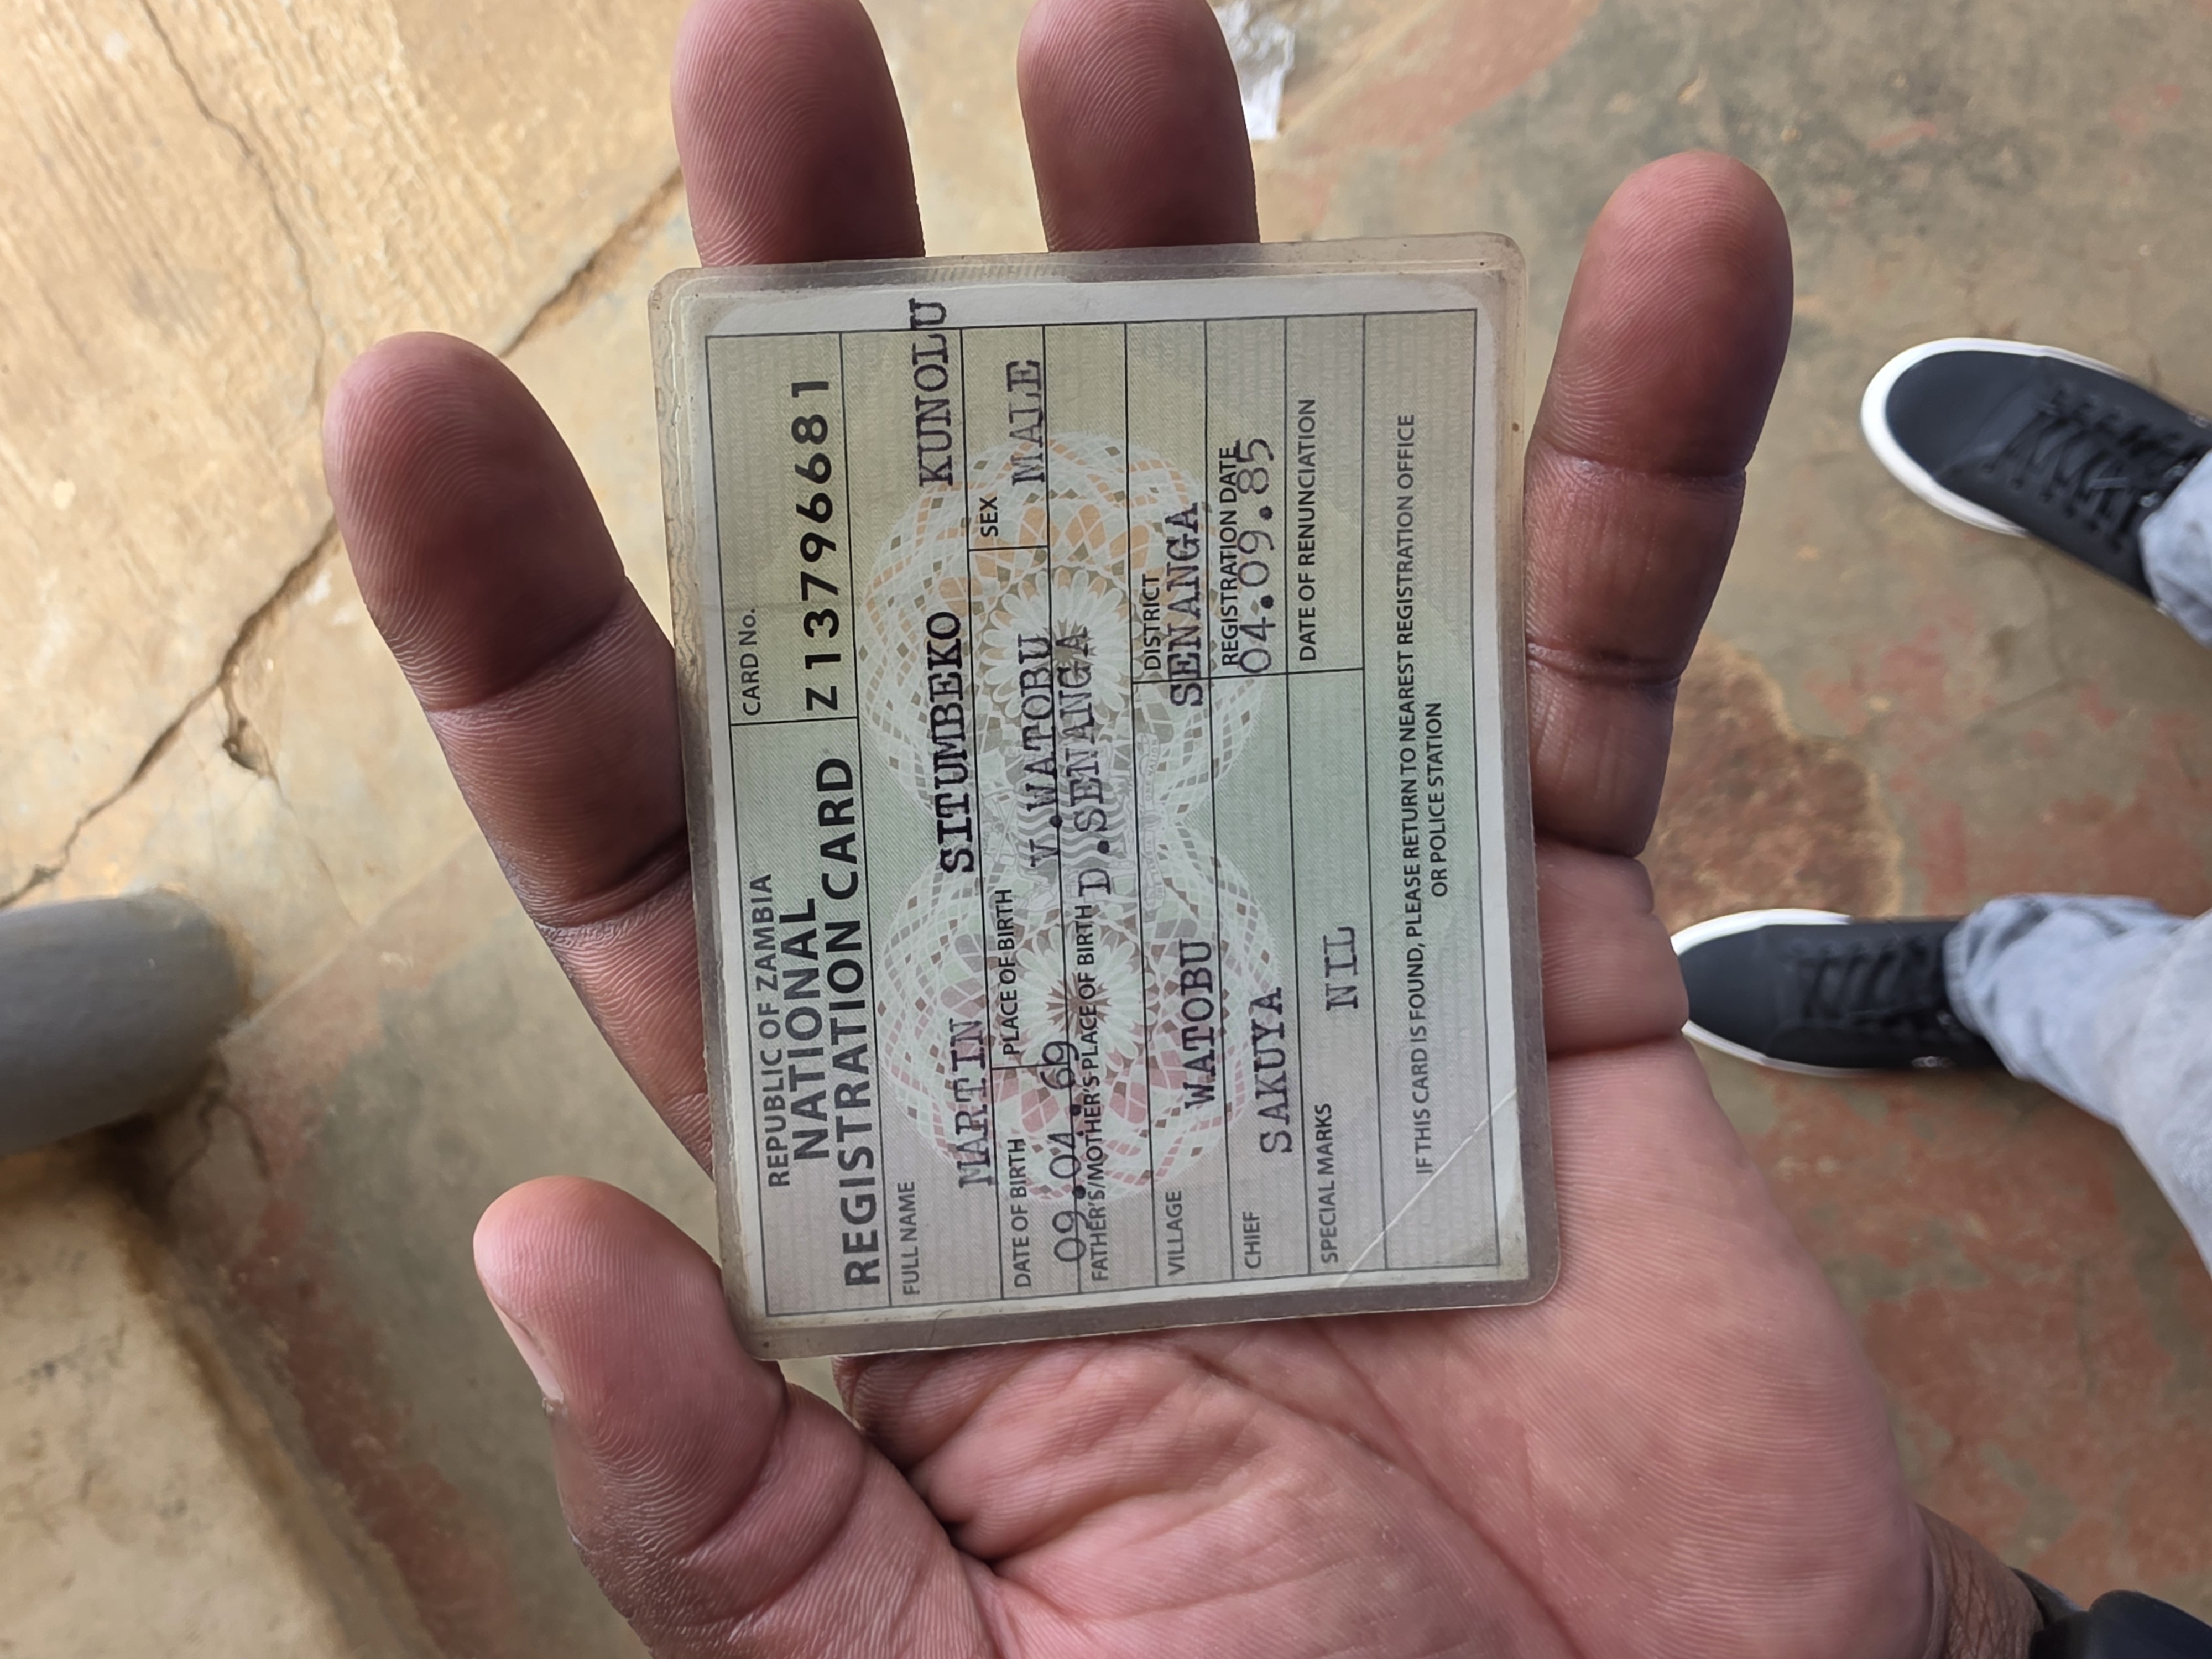 REPUBLIC OF ZAMBIA
NATIONAL
REGISTRATION CARD
CARD No.
Z13796681
FULL NAME
MARTIN SITUMBEKO KUNOLU
DATE OF BIRTH PLACE OF BIRTH SEX
09.04.69 V.WATOBU MALE
FATHER'S/MOTHER'S PLACE OF BIRTH D.SENANGA
VILLAGE WATOBU
DISTRICT
SENANGA
CHIEF SAKUYA
REGISTRATION DATE
04.09.85
SPECIAL MARKS NIL
DATE OF RENUNCIATION
IF THIS CARD IS FOUND, PLEASE RETURN TO NEAREST REGISTRATION OFFICE
OR POLICE STATION